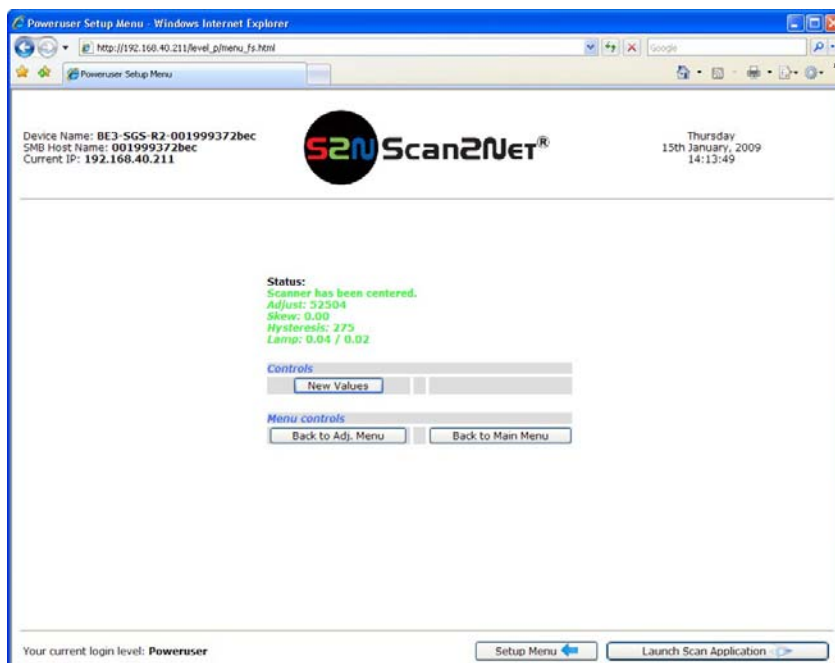 Poweruser Setup Menu - Windows Internet Explorer
http://192.168.40.211/level_p/menu_fs.html
Google
Poweruser Setup Menu
Device Name: BE3-SGS-R2-001999372bec
SMB Host Name: 001999372bec
Current IP: 192.168.40.211
S2N Scan2Net®
Thursday
15th January, 2009
14:13:49
Status:
Scanner has been centered.
Adjust: 52504
Skew: 0.00
Hysteresis: 275
Lamp: 0.04 / 0.02
Controls
New Values
Menu controls
Back to Adj. Menu
Back to Main Menu
Your current login level: Poweruser
Setup Menu
Launch Scan Application